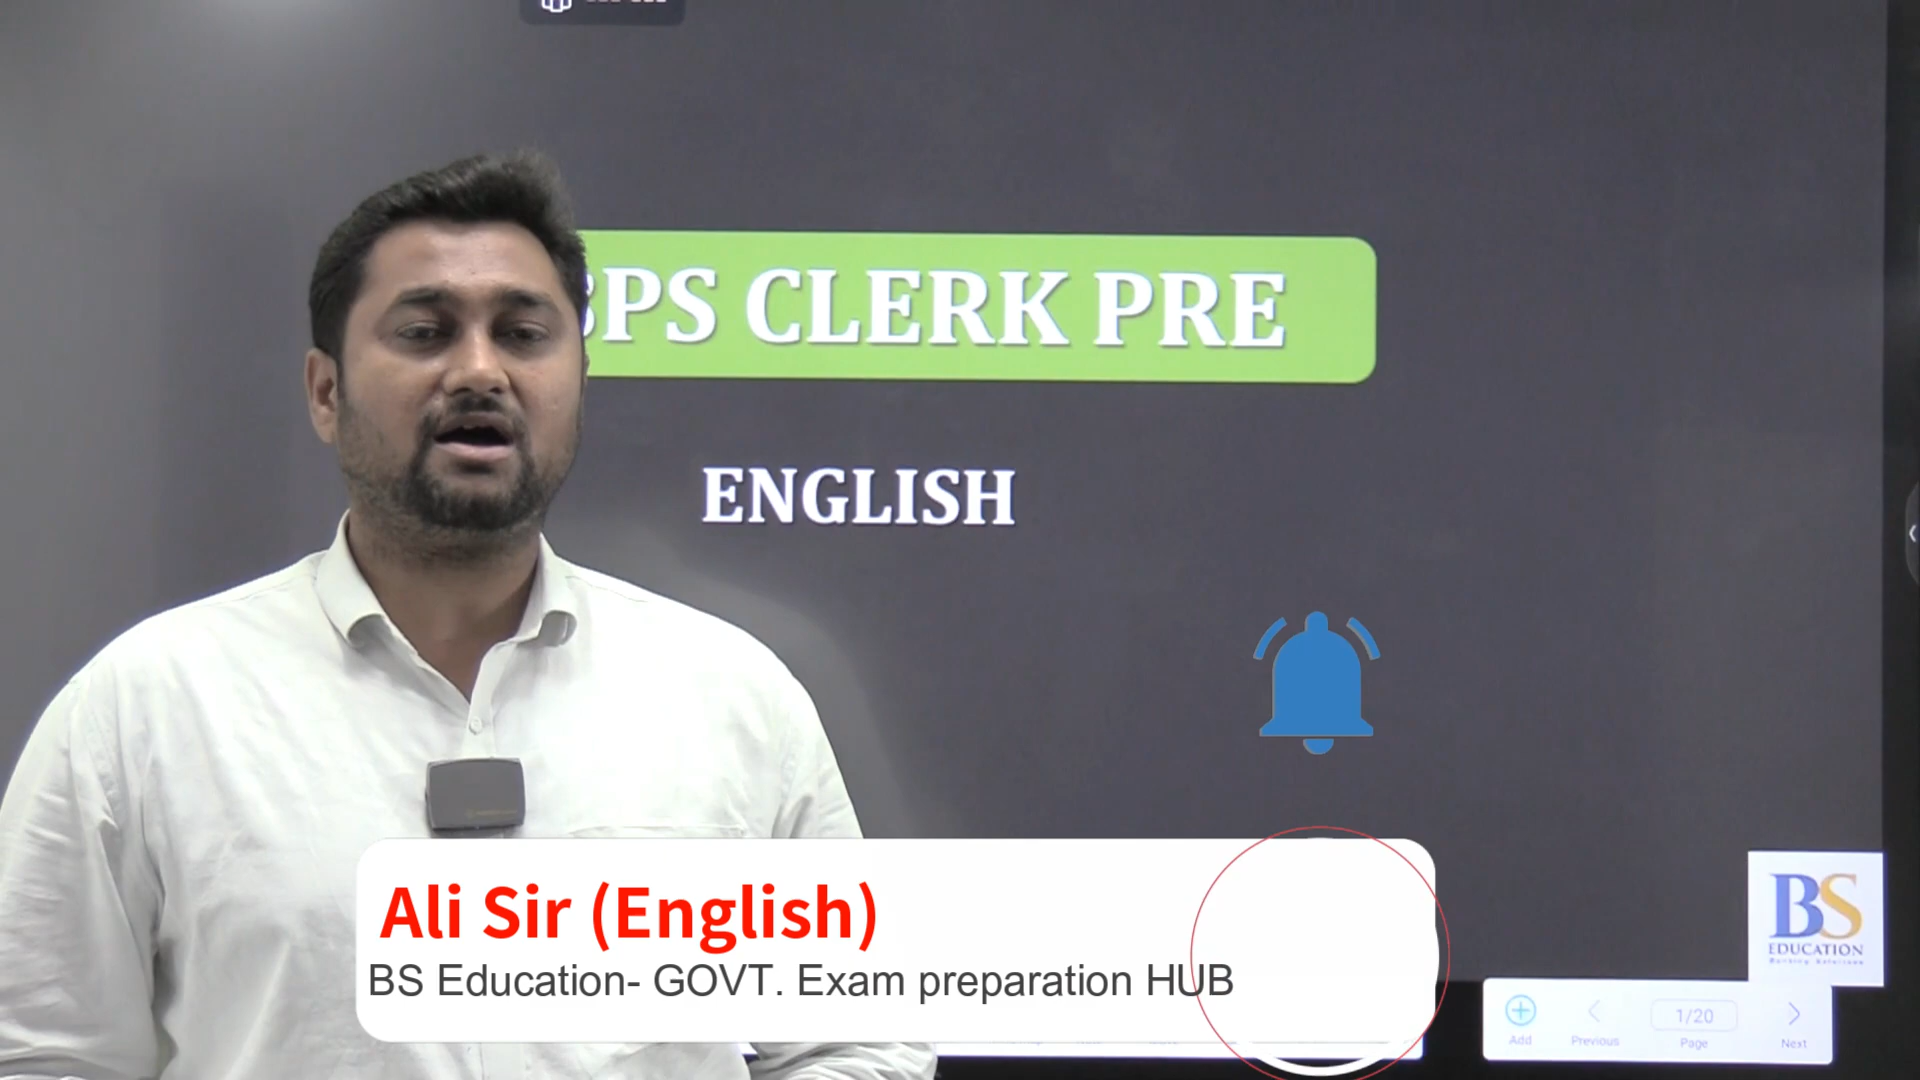 BPS CLERK PRE
ENGLISH
Ali Sir (English)
BS Education- GOVT. Exam preparation HUB
BS
EDUCATION
Add
Previous
1/20
Page
Next